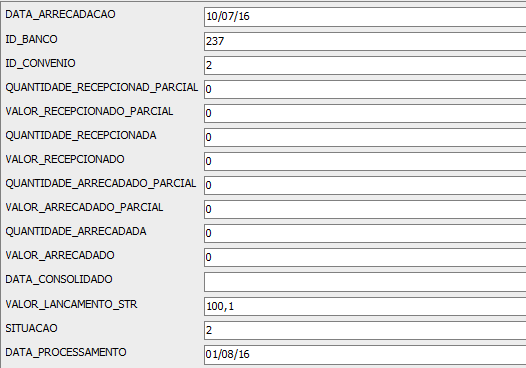 DATA_ARRECADACAO 10/07/16
ID_BANCO 237
ID_CONVENIO 2
QUANTIDADE_RECEPCIONAD_PARCIAL 0
VALOR_RECEPCIONADO_PARCIAL 0
QUANTIDADE_RECEPCIONADA 0
VALOR_RECEPCIONADO 0
QUANTIDADE_ARRECADADO_PARCIAL 0
VALOR_ARRECADADO_PARCIAL 0
QUANTIDADE_ARRECADADA 0
VALOR_ARRECADADO 0
DATA_CONSOLIDADO
VALOR_LANCAMENTO_STR 100,1
SITUACAO 2
DATA_PROCESSAMENTO 01/08/16